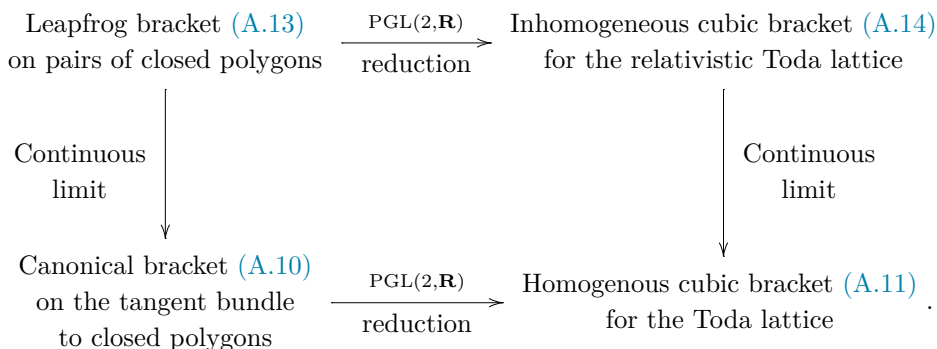 Leapfrog bracket (A.13)
on pairs of closed polygons
PGL(2,R)
reduction
Inhomogeneous cubic bracket (A.14)
for the relativistic Toda lattice
Continuous
limit
Continuous
limit
Canonical bracket (A.10)
on the tangent bundle
to closed polygons
PGL(2,R)
reduction
Homogenous cubic bracket (A.11)
for the Toda lattice
.